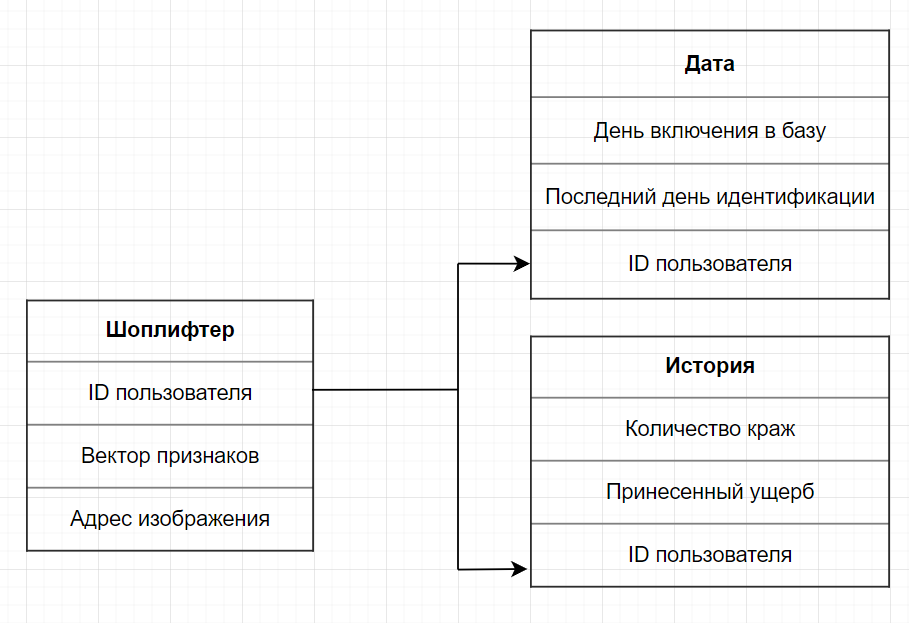 Дата
День включения в базу
Последний день идентификации
ID пользователя
Шоплифтер
ID пользователя
Вектор признаков
Адрес изображения
История
Количество краж
Принесенный ущерб
ID пользователя